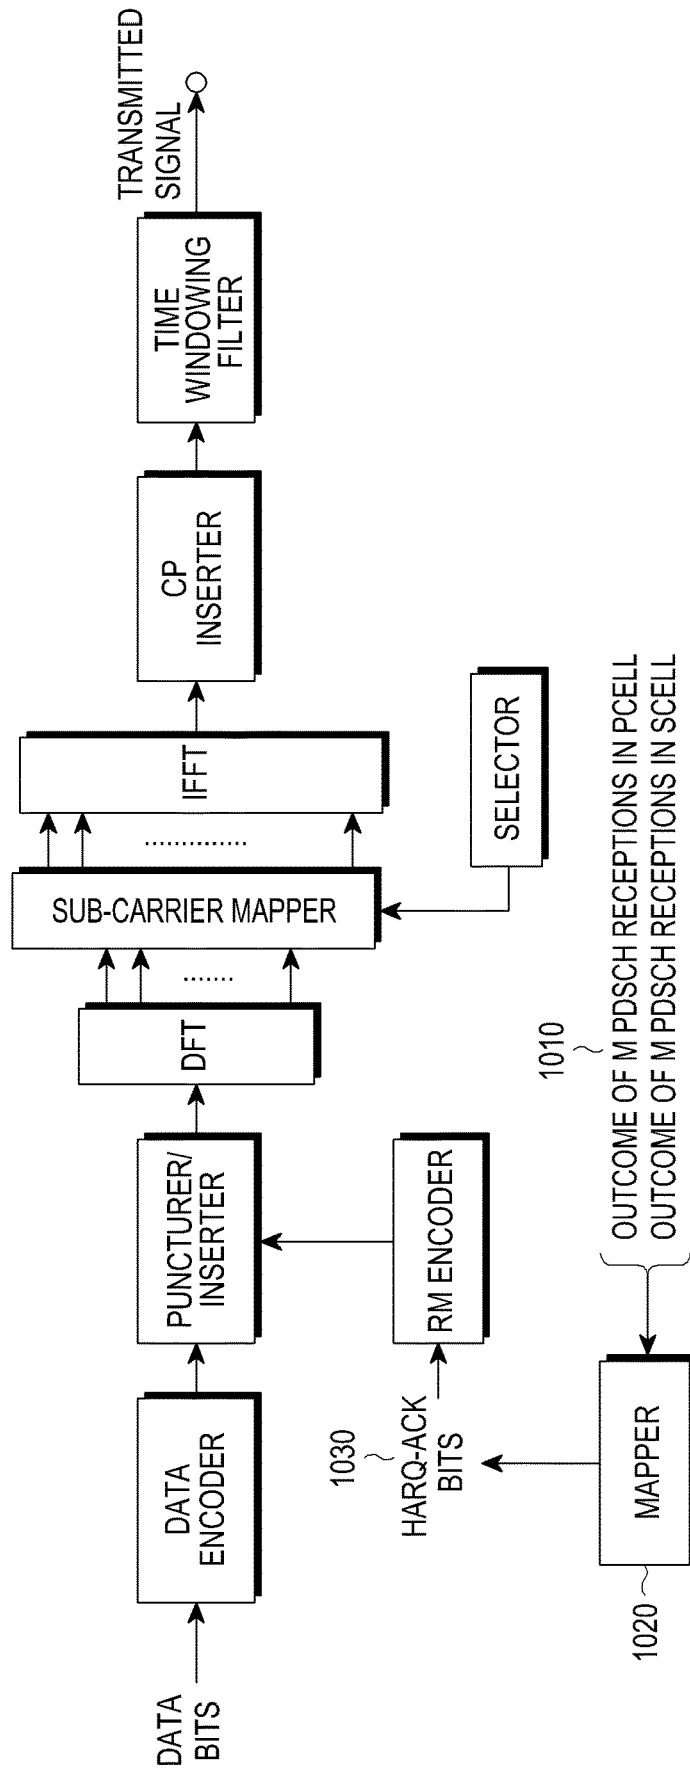 DATA
BITS
DATA
ENCODER
PUNCTURER/
INSERTER
DFT
SUB-CARRIER MAPPER
IFFT
CP
INSERTER
TIME
WINDOWING
FILTER
TRANSMITTED
SIGNAL
1030
HARQ-ACK
BITS
RM ENCODER
SELECTOR
1020
MAPPER
1010
OUTCOME OF M PDSCH RECEPTIONS IN PCELL
OUTCOME OF M PDSCH RECEPTIONS IN SCELL